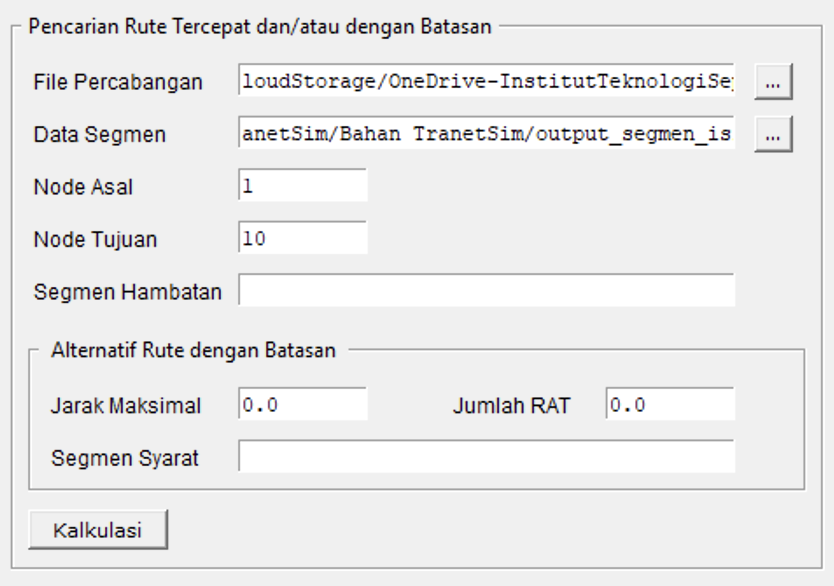 Pencarian Rute Tercepat dan/atau dengan Batasan
File Percabangan loudStorage/OneDrive-InstitutTeknologiSe ...
Data Segmen anetSim/Bahan TranetSim/output_segmen_is ...
Node Asal 1
Node Tujuan 10
Segmen Hambatan
Alternatif Rute dengan Batasan
Jarak Maksimal 0.0 Jumlah RAT 0.0
Segmen Syarat
Kalkulasi